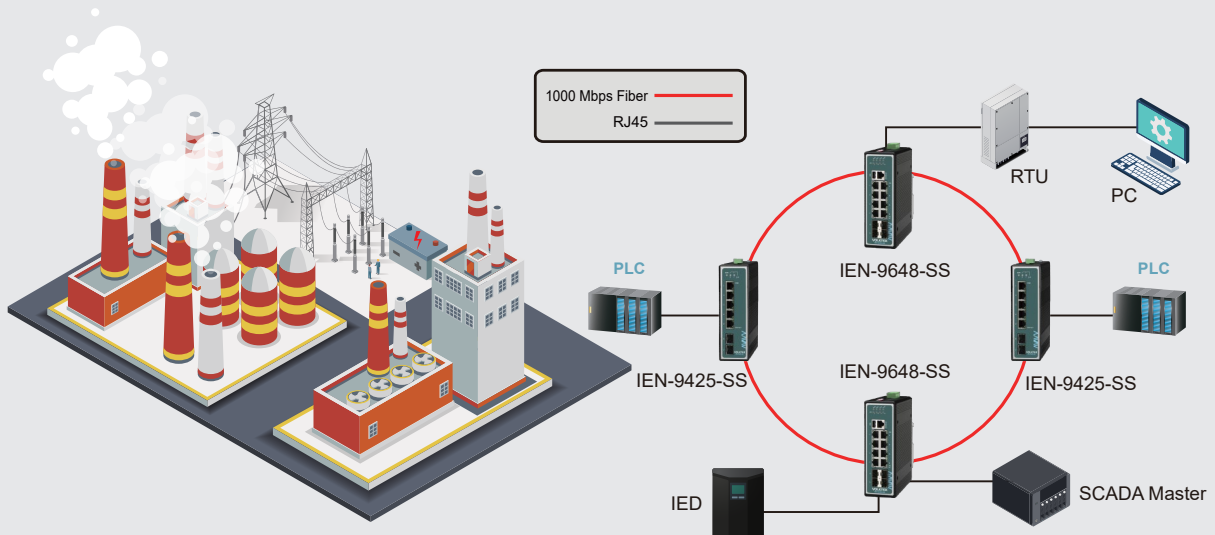 1000 Mbps Fiber
RJ45
RTU
PC
IEN-9648-SS
PLC
PLC
IEN-9425-SS
IEN-9648-SS
IEN-9425-SS
IED
SCADA Master